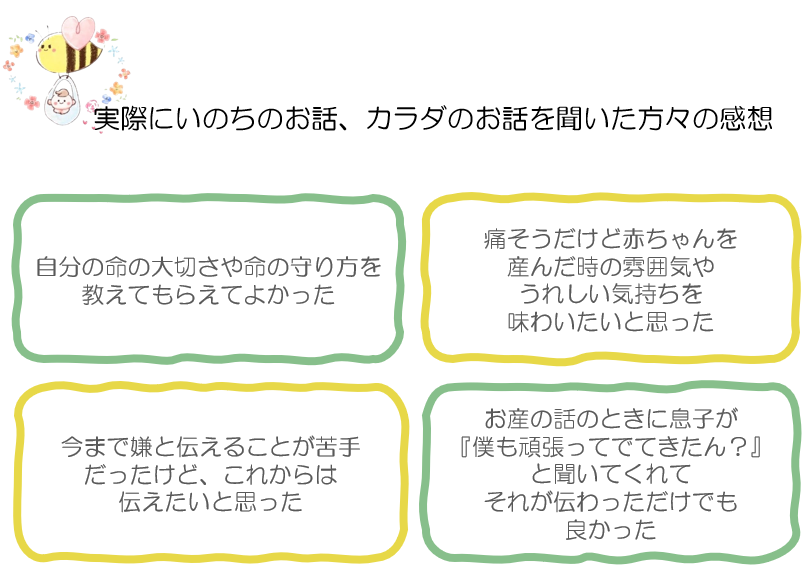 実際にいのちのお話、カラダのお話を聞いた方々の感想
自分の命の大切さや命の守り方を
教えてもらえてよかった
痛そうだけど赤ちゃんを
産んだ時の雰囲気や
うれしい気持ちを
味わいたいと思った
今まで嫌と伝えることが苦手
だったけど、これからは
伝えたいと思った
お産の話のときに息子が
『僕も頑張ってでてきたん？』
と聞いてくれて
それが伝わっただけでも
良かった